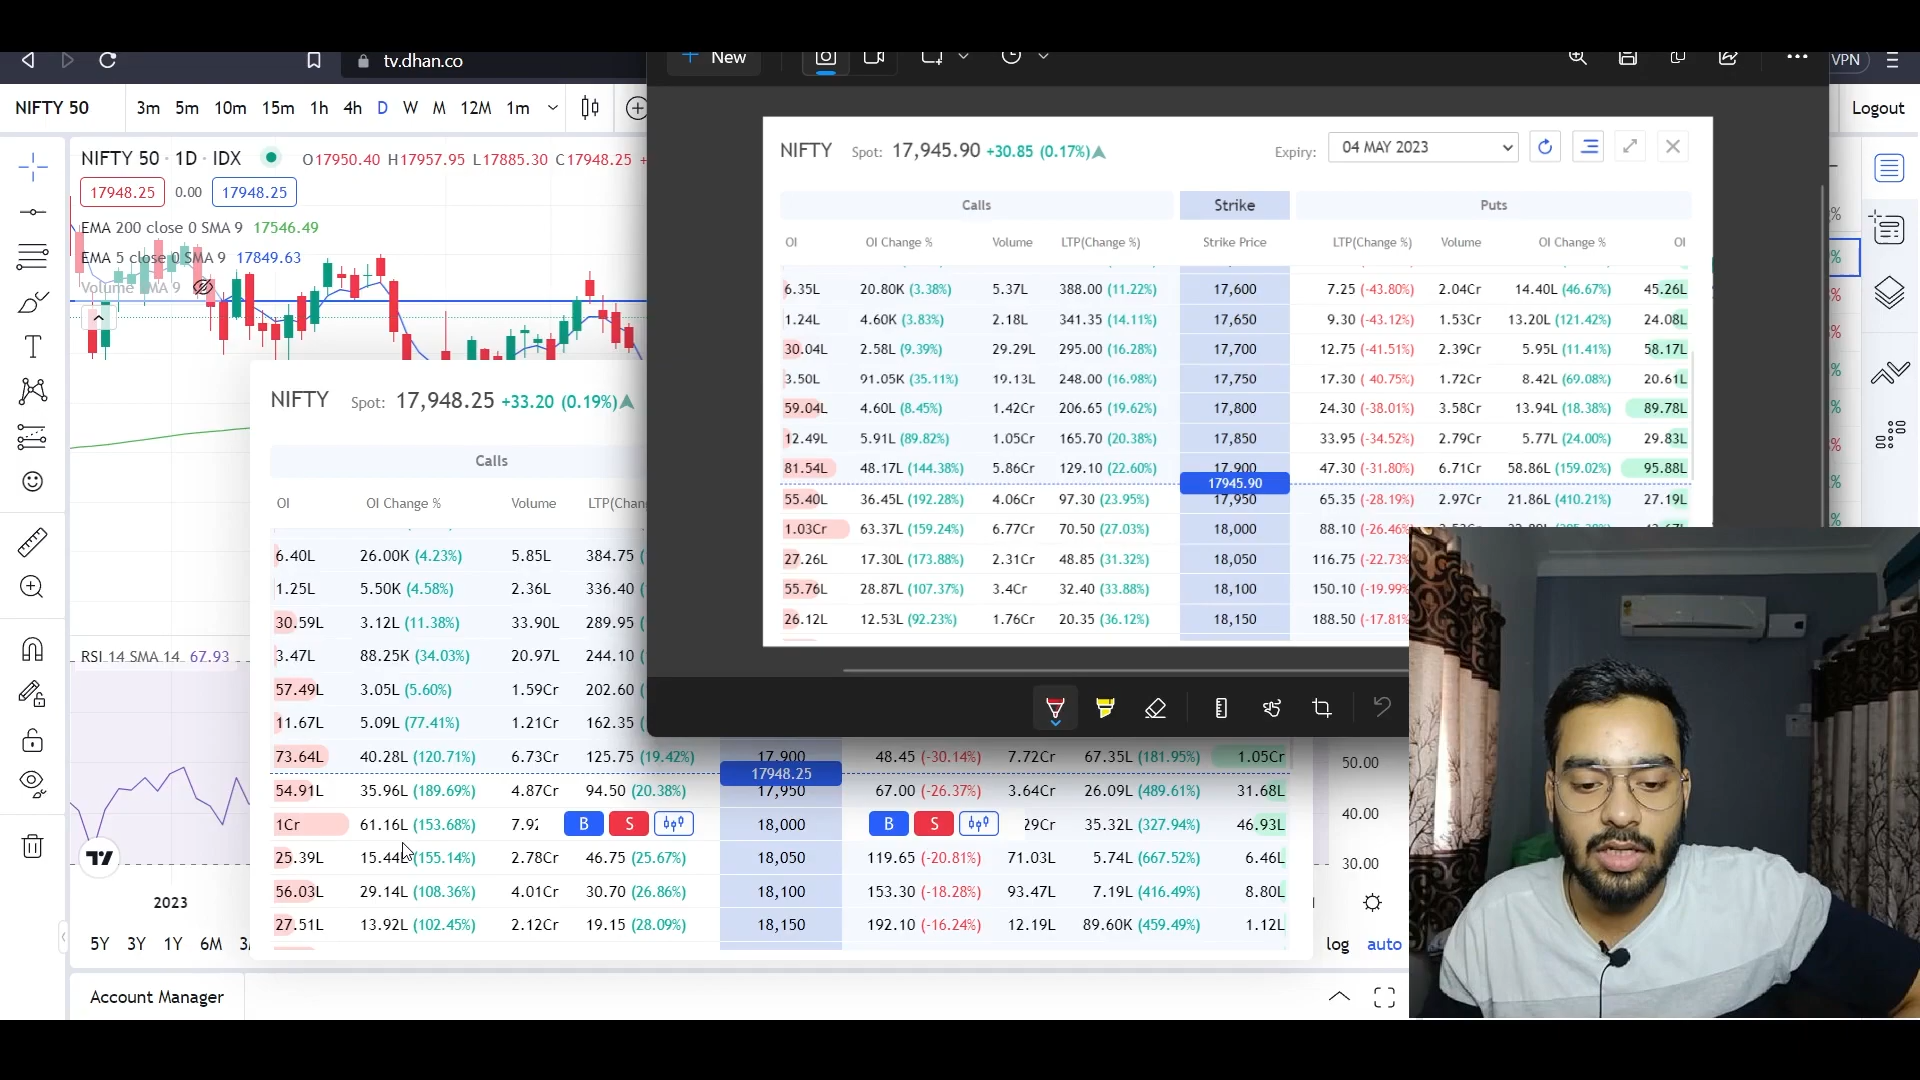 tv.dhan.co
New
VPN
NIFTY 50
3m 5m 10m 15m 1h 4h D W M 12M 1m
Logout
NIFTY 50 · 1D · IDX O17950.40 H17957.95 L17885.30 C17948.25
17948.25 0.00 17948.25
EMA 200 close 0 SMA 9 17546.49
EMA 5 close 0 SMA 9 17849.63
Volume SMA 9
NIFTY Spot: 17,945.90 +30.85 (0.17%) Expiry: 04 MAY 2023
Calls Strike Puts
OI OI Change % Volume LTP(Change %) Strike Price LTP(Change %) Volume OI Change % OI
6.35L 20.80K (3.38%) 5.37L 388.00 (11.22%) 17,600 7.25 (-43.80%) 2.04Cr 14.40L (46.67%) 45.26L
1.24L 4.60K (3.83%) 2.18L 341.35 (14.11%) 17,650 9.30 (-43.12%) 1.53Cr 13.20L (121.42%) 24.08L
30.04L 2.58L (9.39%) 29.29L 295.00 (16.28%) 17,700 12.75 (-41.51%) 2.39Cr 5.95L (11.41%) 58.17L
3.50L 91.05K (35.11%) 19.13L 248.00 (16.98%) 17,750 17.30 (-40.75%) 1.72Cr 8.42L (69.08%) 20.61L
59.04L 4.60L (8.45%) 1.42Cr 206.65 (19.62%) 17,800 24.30 (-38.01%) 3.58Cr 13.94L (18.38%) 89.78L
12.49L 5.91L (89.82%) 1.05Cr 165.70 (20.38%) 17,850 33.95 (-34.52%) 2.79Cr 5.77L (24.00%) 29.83L
81.54L 48.17L (144.38%) 5.86Cr 129.10 (22.60%) 17,900 47.30 (-31.80%) 6.71Cr 58.86L (159.02%) 95.88L
17945.90
55.40L 36.45L (192.28%) 4.06Cr 97.30 (23.95%) 17,950 65.35 (-28.19%) 2.97Cr 21.86L (410.21%) 27.19L
1.03Cr 63.37L (159.24%) 6.77Cr 70.50 (27.03%) 18,000 88.10 (-26.46%
27.26L 17.30L (173.88%) 2.31Cr 48.85 (31.32%) 18,050 116.75 (-22.73%
55.76L 28.87L (107.37%) 3.4Cr 32.40 (33.88%) 18,100 150.10 (-19.99%
26.12L 12.53L (92.23%) 1.76Cr 20.35 (36.12%) 18,150 188.50 (-17.81%
NIFTY Spot: 17,948.25 +33.20 (0.19%)
Calls
OI OI Change % Volume LTP(Chan
6.40L 26.00K (4.23%) 5.85L 384.75 (
1.25L 5.50K (4.58%) 2.36L 336.40 (
30.59L 3.12L (11.38%) 33.90L 289.95 (
3.47L 88.25K (34.03%) 20.97L 244.10 (
57.49L 3.05L (5.60%) 1.59Cr 202.60 (
11.67L 5.09L (77.41%) 1.21Cr 162.35 (
73.64L 40.28L (120.71%) 6.73Cr 125.75 (19.42%) 17,900 48.45 (-30.14%) 7.72Cr 67.35L (181.95%) 1.05Cr
17948.25
54.91L 35.96L (189.69%) 4.87Cr 94.50 (20.38%) 17,950 67.00 (-26.37%) 3.64Cr 26.09L (489.61%) 31.68L
1Cr 61.16L (153.68%) 7.92 B S 18,000 B S 29Cr 35.32L (327.94%) 46.93L
25.39L 15.44L (155.14%) 2.78Cr 46.75 (25.67%) 18,050 119.65 (-20.81%) 71.03L 5.74L (667.52%) 6.46L
56.03L 29.14L (108.36%) 4.01Cr 30.70 (26.86%) 18,100 153.30 (-18.28%) 93.47L 7.19L (416.49%) 8.80L
27.51L 13.92L (102.45%) 2.12Cr 19.15 (28.09%) 18,150 192.10 (-16.24%) 12.19L 89.60K (459.49%) 1.12L
RSI 14 SMA 14 67.93
50.00
40.00
30.00
2023
5Y 3Y 1Y 6M
log auto
Account Manager